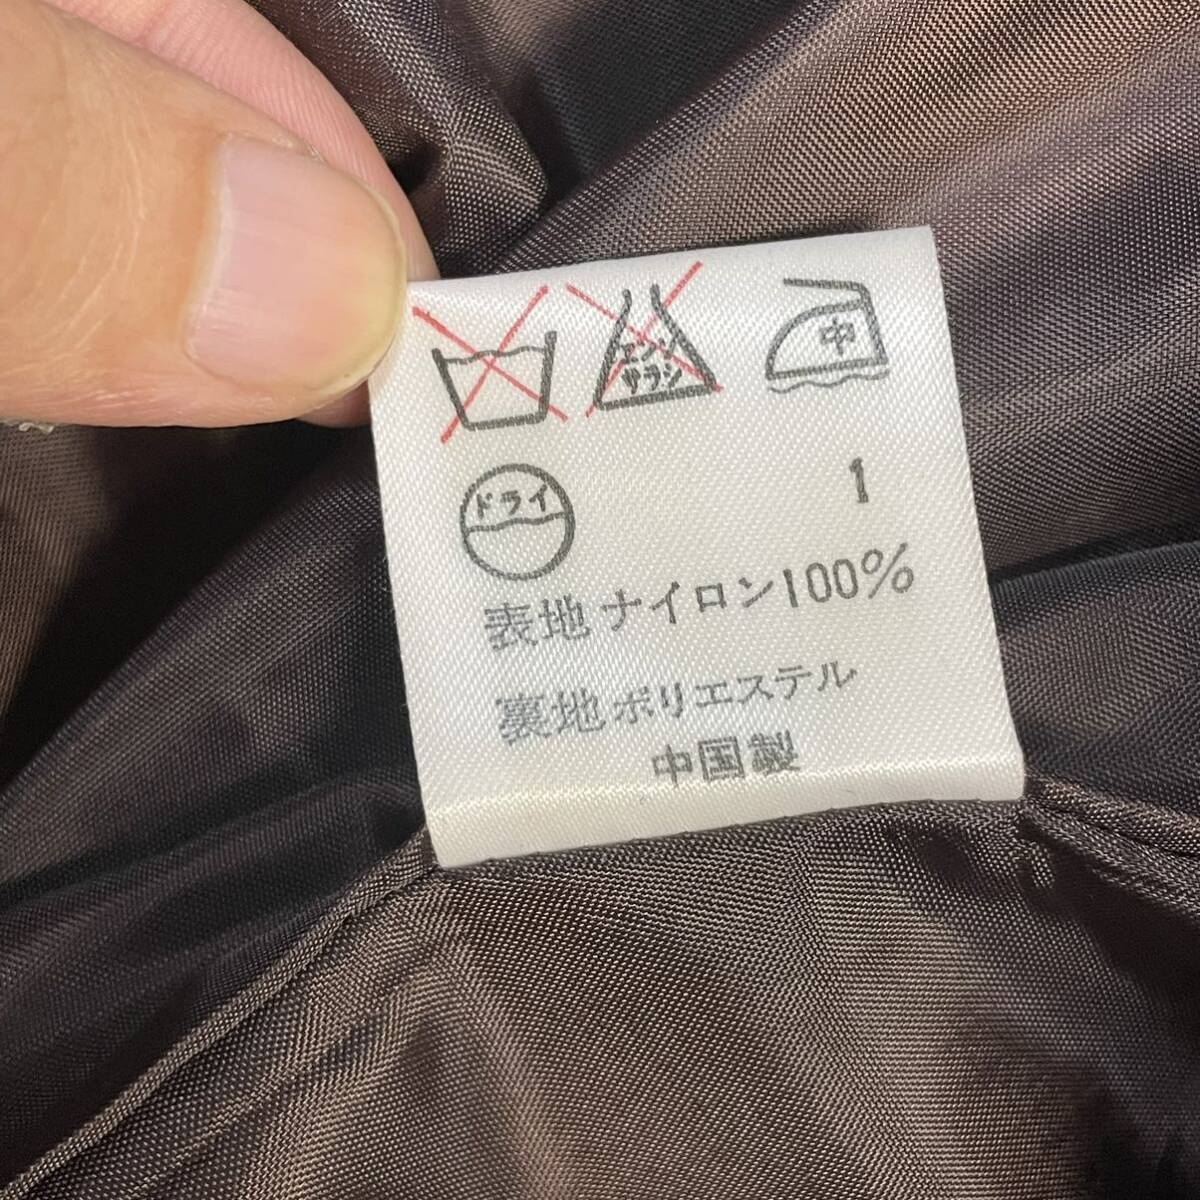 エンソ
サラシ
中
ドライ
1
表地 ナイロン100%
裏地 ポリエステル
中国製